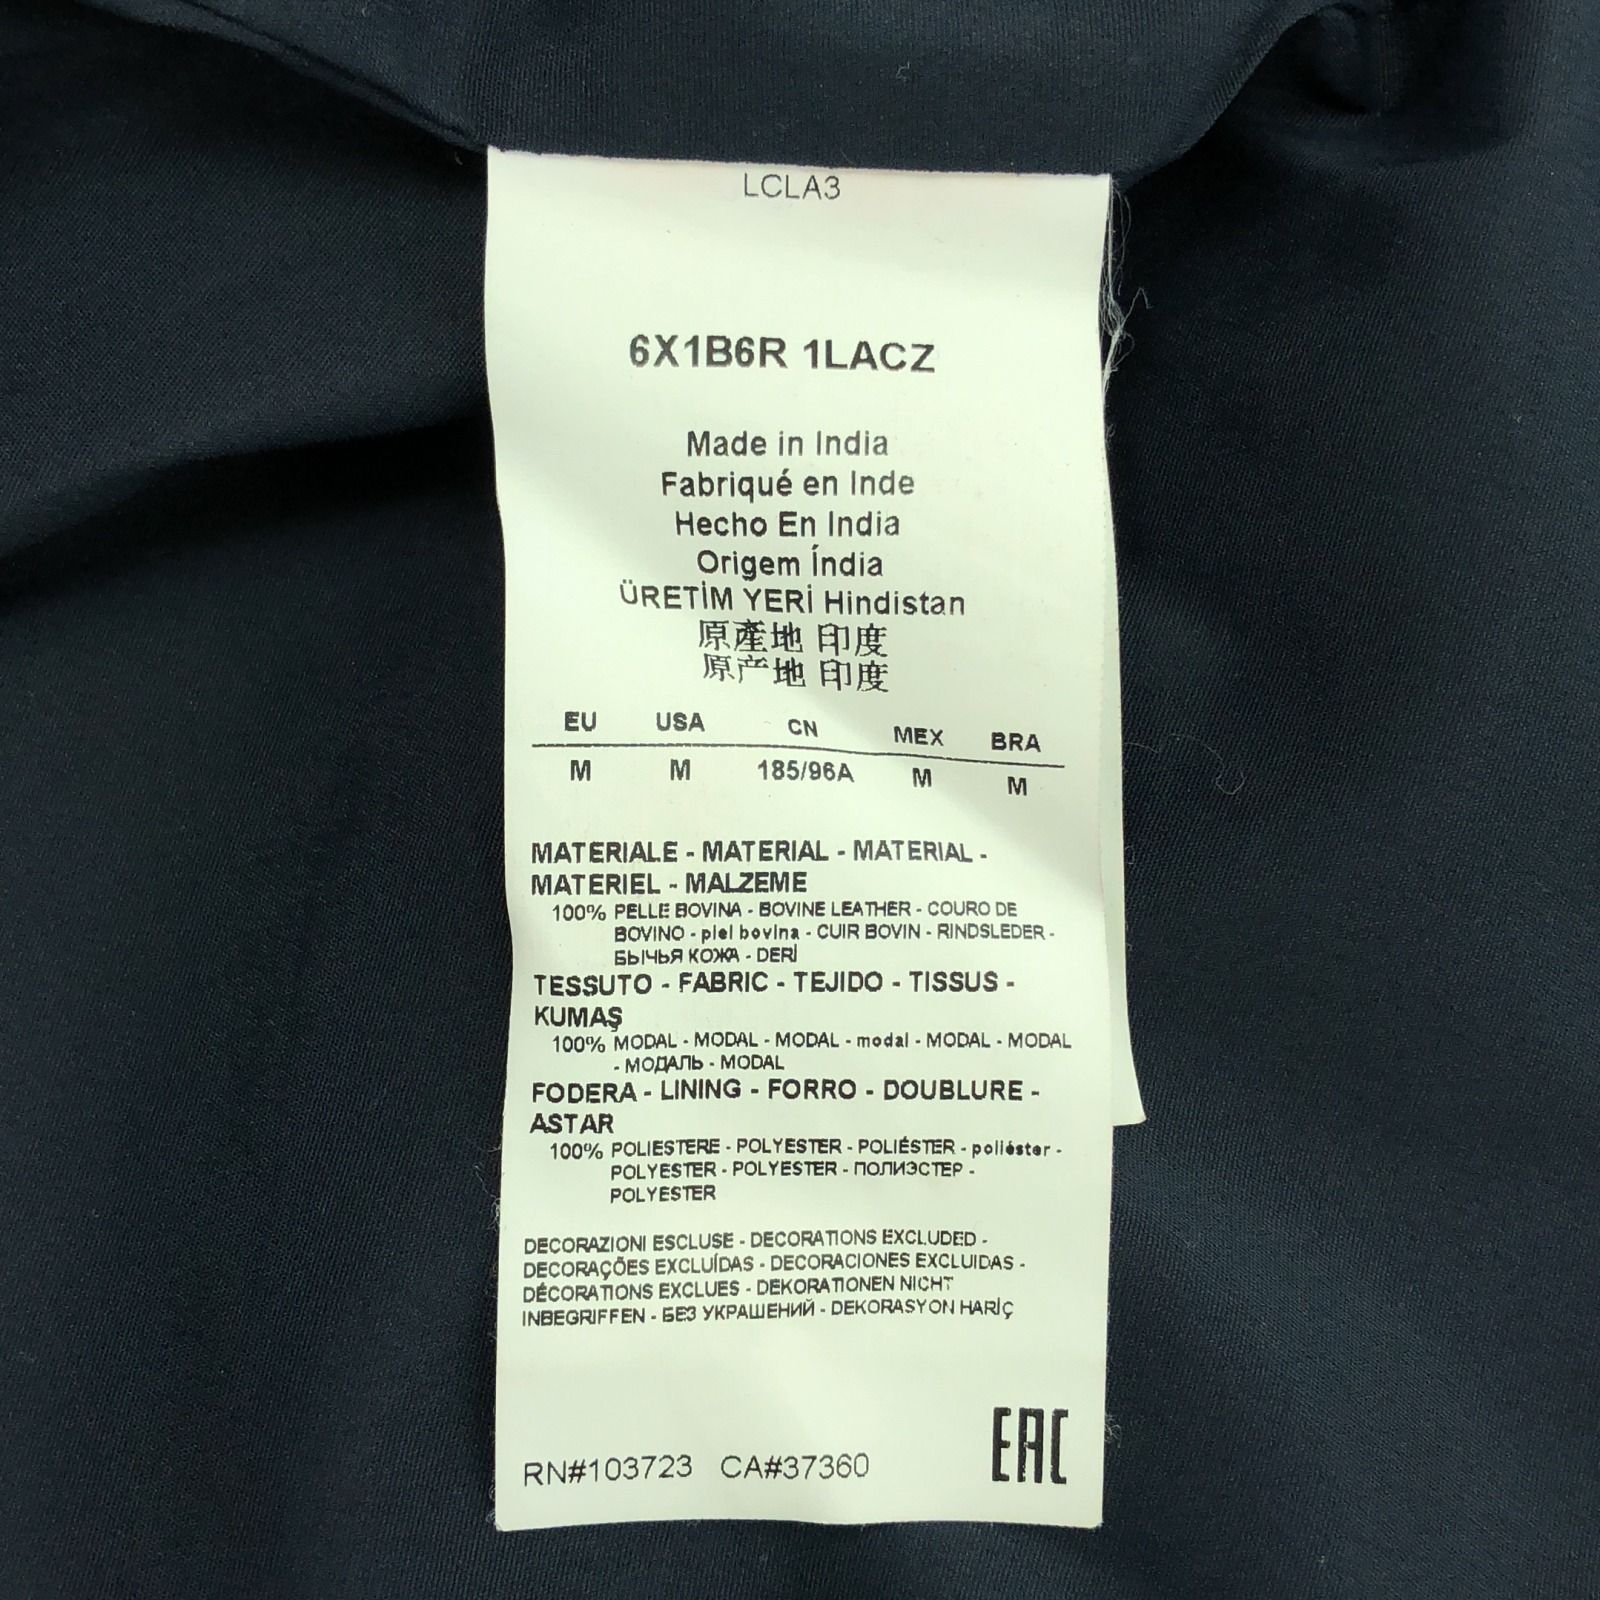 LCLA3
6X1B6R 1LACZ
Made in India
Fabriqué en Inde
Hecho En India
Origem Índia
ÜRETİM YERİ Hindistan
原產地 印度
原产地 印度
EU USA CN MEX BRA
M M 185/96A M M
MATERIALE - MATERIAL - MATERIAL -
MATERIEL - MALZEME
100% PELLE BOVINA - BOVINE LEATHER - COURO DE
BOVINO - piel bovina - CUIR BOVIN - RINDSLEDER -
БЫЧЬЯ КОЖА - DERİ
TESSUTO - FABRIC - TEJIDO - TISSUS -
KUMAŞ
100% MODAL - MODAL - MODAL - modal - MODAL - MODAL
- МОДАЛЬ - MODAL
FODERA - LINING - FORRO - DOUBLURE -
ASTAR
100% POLIESTERE - POLYESTER - POLIÉSTER - poliéster -
POLYESTER - POLYESTER - ПОЛИЭСТЕР -
POLYESTER
DECORAZIONI ESCLUSE - DECORATIONS EXCLUDED -
DECORAÇÕES EXCLUÍDAS - DECORACIONES EXCLUIDAS -
DÉCORATIONS EXCLUES - DEKORATIONEN NICHT
INBEGRIFFEN - БЕЗ УКРАШЕНИЙ - DEKORASYON HARİÇ
EAC
RN#103723 CA#37360